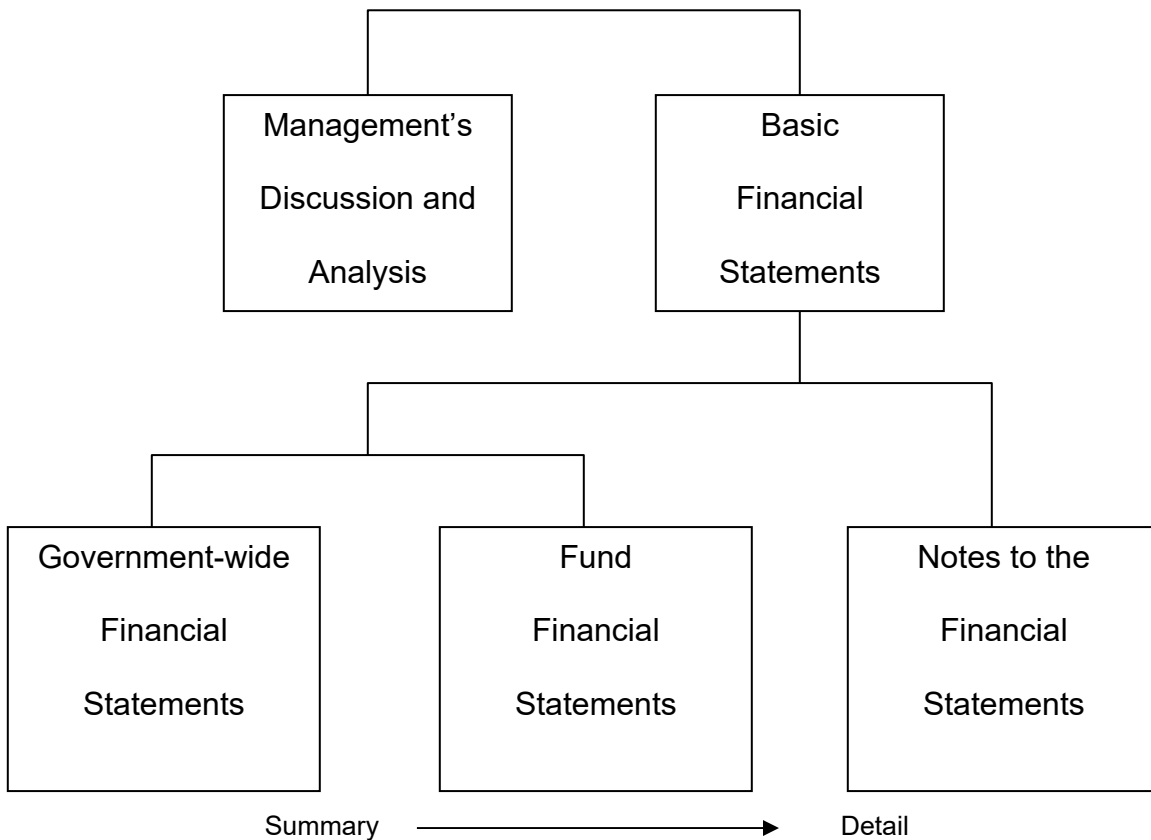 Management’s
Discussion and
Analysis
Basic
Financial
Statements
Government-wide
Financial
Statements
Fund
Financial
Statements
Notes to the
Financial
Statements
Summary
Detail